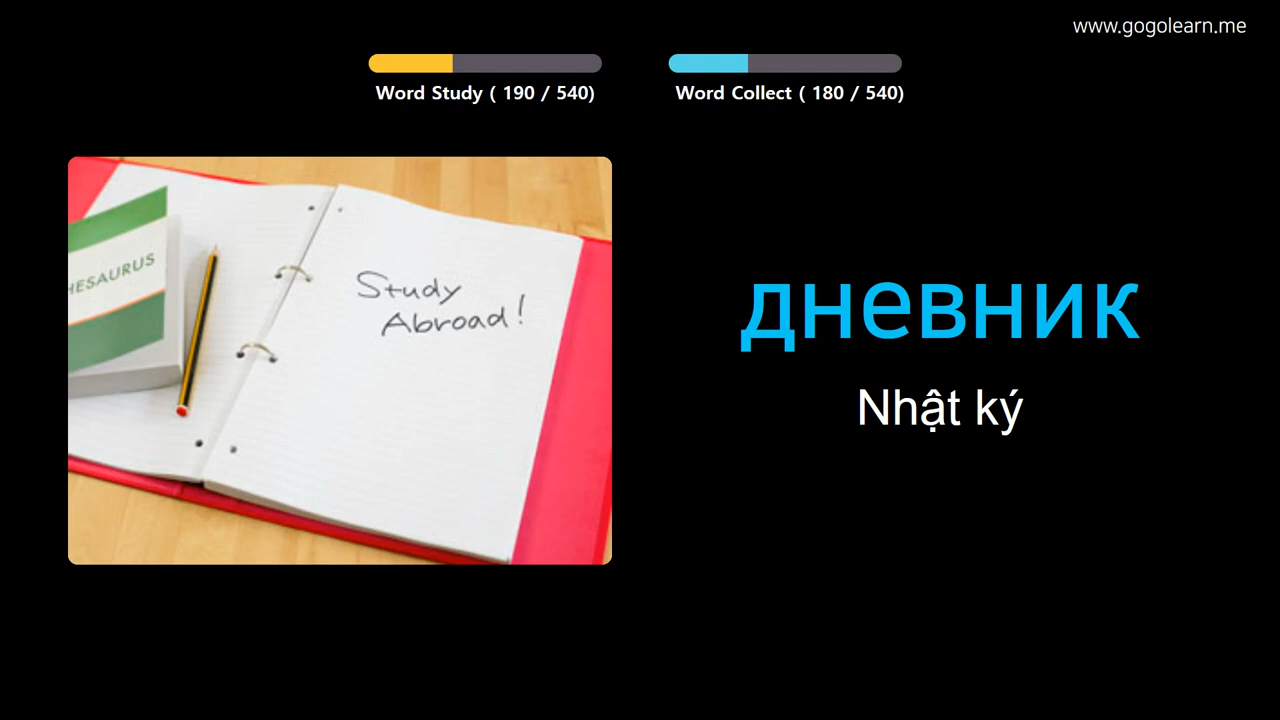 www.gogolearn.me
Word Study ( 190 / 540)
Word Collect ( 180 / 540)
HESAURUS
Study
Abroad!
дневник
Nhật ký